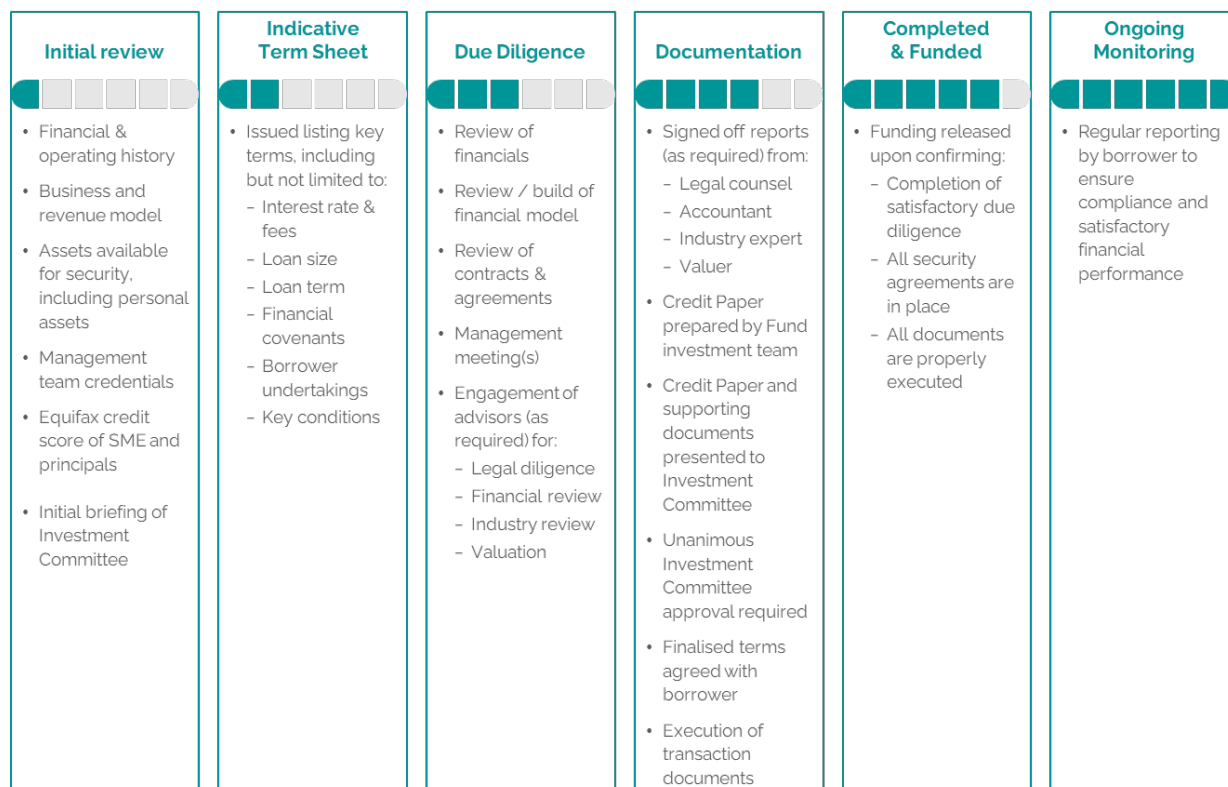 Initial review
• Financial &
operating history
• Business and
revenue model
• Assets available
for security,
including personal
assets
• Management
team credentials
• Equifax credit
score of SME and
principals
• Initial briefing of
Investment
Committee
Indicative
Term Sheet
• Issued listing key
terms, including
but not limited to:
– Interest rate &
fees
– Loan size
– Loan term
– Financial
covenants
– Borrower
undertakings
– Key conditions
Due Diligence
• Review of
financials
• Review / build of
financial model
• Review of
contracts &
agreements
• Management
meeting(s)
• Engagement of
advisors (as
required) for:
– Legal diligence
– Financial review
– Industry review
– Valuation
Documentation
• Signed off reports
(as required) from:
– Legal counsel
– Accountant
– Industry expert
– Valuer
• Credit Paper
prepared by Fund
investment team
• Credit Paper and
supporting
documents
presented to
Investment
Committee
• Unanimous
Investment
Committee
approval required
• Finalised terms
agreed with
borrower
• Execution of
transaction
documents
Completed
& Funded
• Funding released
upon confirming:
– Completion of
satisfactory due
diligence
– All security
agreements are
in place
– All documents
are properly
executed
Ongoing
Monitoring
• Regular reporting
by borrower to
ensure
compliance and
satisfactory
financial
performance